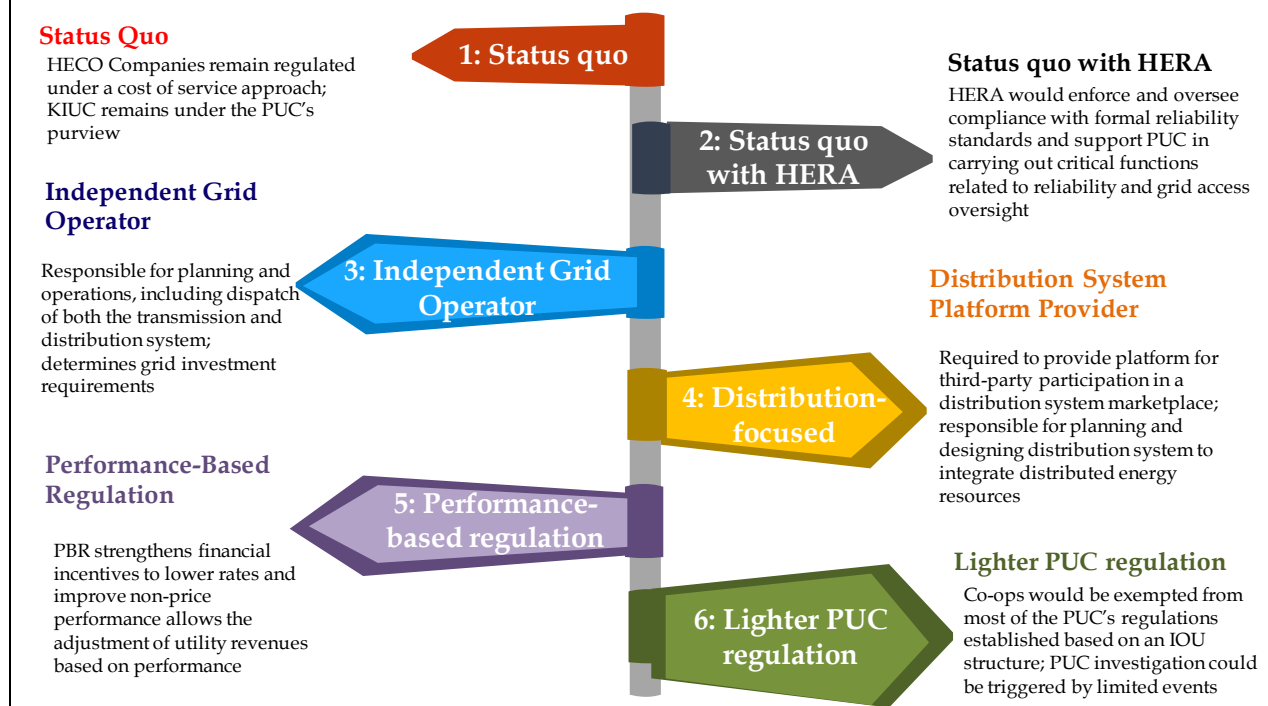 Status Quo
HECO Companies remain regulated
under a cost of service approach;
KIUC remains under the PUC's
purview
1: Status quo
Status quo with HERA
HERA would enforce and oversee
compliance with formal reliability
standards and support PUC in
carrying out critical functions
related to reliability and grid access
oversight
2: Status quo
with HERA
Independent Grid
Operator
Responsible for planning and
operations, including dispatch
of both the transmission and
distribution system;
determines grid investment
requirements
3: Independent Grid
Operator
Distribution System
Platform Provider
Required to provide platform for
third-party participation in a
distribution system marketplace;
responsible for planning and
designing distribution system to
integrate distributed energy
resources
4: Distribution-
focused
Performance-Based
Regulation
PBR strengthens financial
incentives to lower rates and
improve non-price
performance allows the
adjustment of utility revenues
based on performance
5: Performance-
based regulation
Lighter PUC regulation
Co-ops would be exempted from
most of the PUC's regulations
established based on an IOU
structure; PUC investigation could
be triggered by limited events
6: Lighter PUC
regulation